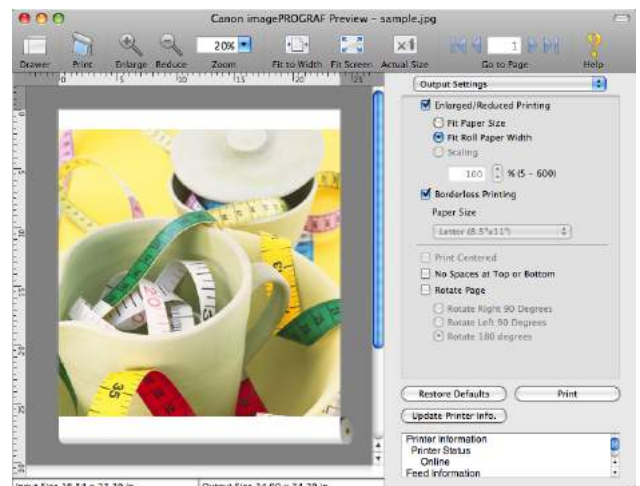 Canon imagePROGRAF Preview – sample.jpg
20%
1
Drawer Print Enlarge Reduce Zoom Fit to Width Fit Screen Actual Size Go to Page Help
Output Settings
Enlarged/Reduced Printing
Fit Paper Size
Fit Roll Paper Width
Scaling
100 % (5 – 600)
Borderless Printing
Paper Size
Letter (8.5"x11")
Print Centered
No Spaces at Top or Bottom
Rotate Page
Rotate Right 90 Degrees
Rotate Left 90 Degrees
Rotate 180 degrees
Restore Defaults Print
Update Printer Info.
Printer Information
Printer Status
Online
Feed Information